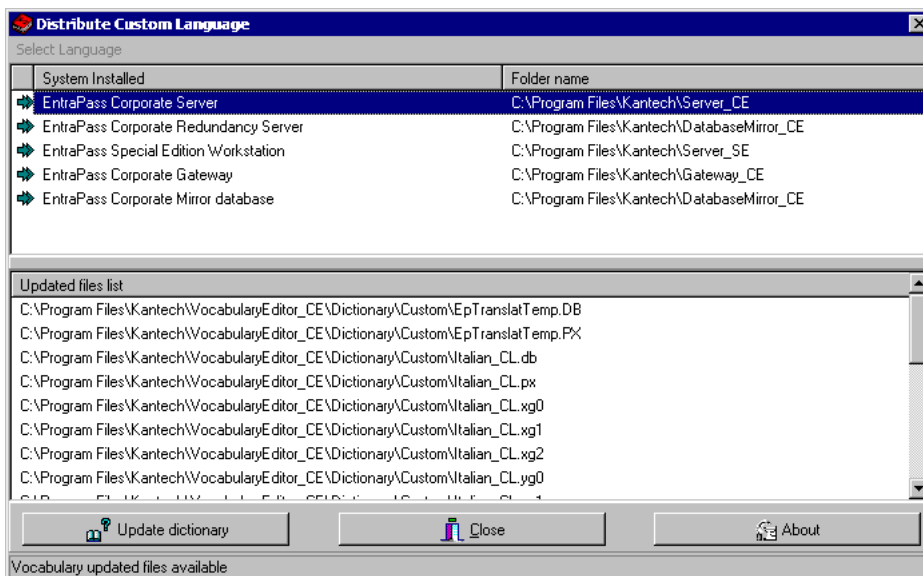 Distribute Custom Language
Select Language
System Installed Folder name
EntraPass Corporate Server C:\Program Files\Kantech\Server_CE
EntraPass Corporate Redundancy Server C:\Program Files\Kantech\DatabaseMirror_CE
EntraPass Special Edition Workstation C:\Program Files\Kantech\Server_SE
EntraPass Corporate Gateway C:\Program Files\Kantech\Gateway_CE
EntraPass Corporate Mirror database C:\Program Files\Kantech\DatabaseMirror_CE
Updated files list
C:\Program Files\Kantech\VocabularyEditor_CE\Dictionary\Custom\EpTranslatTemp.DB
C:\Program Files\Kantech\VocabularyEditor_CE\Dictionary\Custom\EpTranslatTemp.PX
C:\Program Files\Kantech\VocabularyEditor_CE\Dictionary\Custom\Italian_CL.db
C:\Program Files\Kantech\VocabularyEditor_CE\Dictionary\Custom\Italian_CL.px
C:\Program Files\Kantech\VocabularyEditor_CE\Dictionary\Custom\Italian_CL.xg0
C:\Program Files\Kantech\VocabularyEditor_CE\Dictionary\Custom\Italian_CL.xg1
C:\Program Files\Kantech\VocabularyEditor_CE\Dictionary\Custom\Italian_CL.xg2
C:\Program Files\Kantech\VocabularyEditor_CE\Dictionary\Custom\Italian_CL.yg0
Update dictionary Close About
Vocabulary updated files available